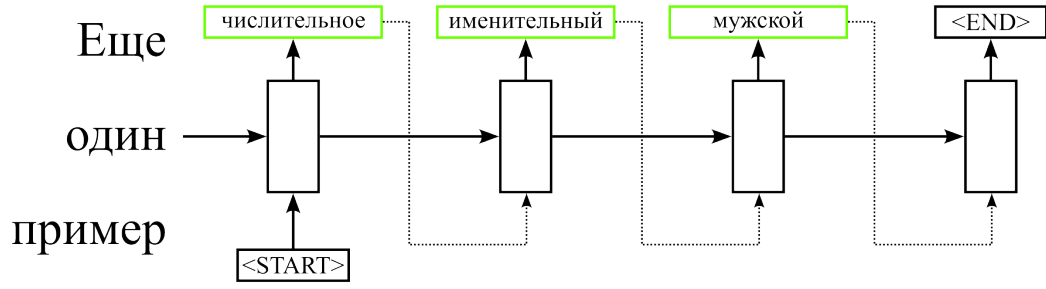 Еще
один
пример
числительное
именительный
мужской
<END>
<START>